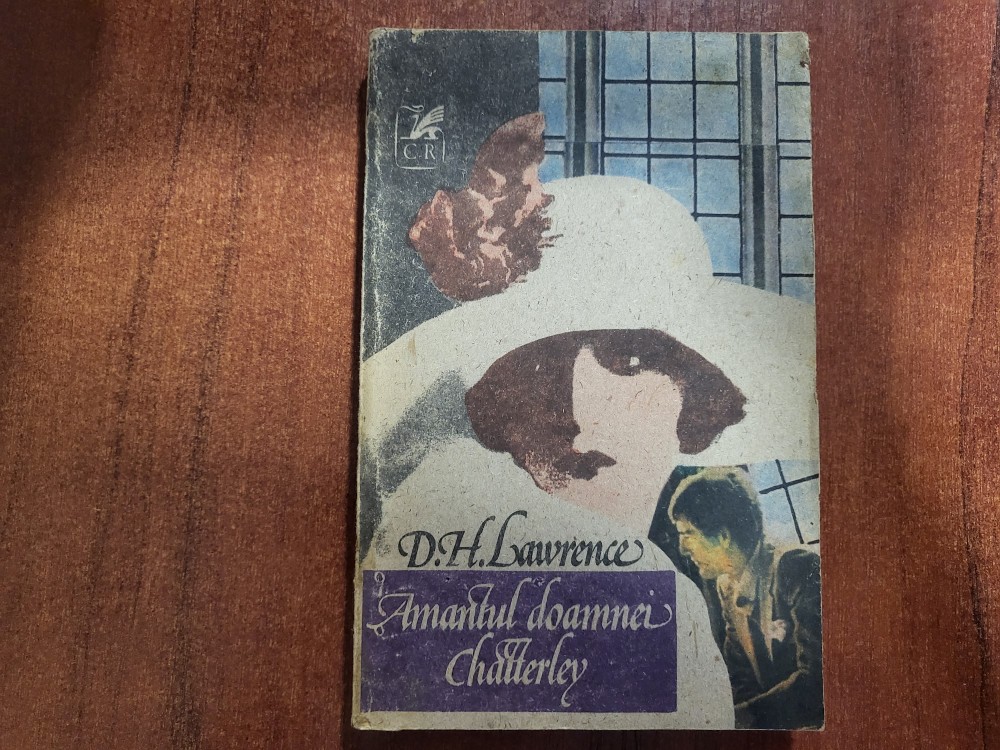 C.R
D.H. Lawrence
Amantul doamnei
Chatterley